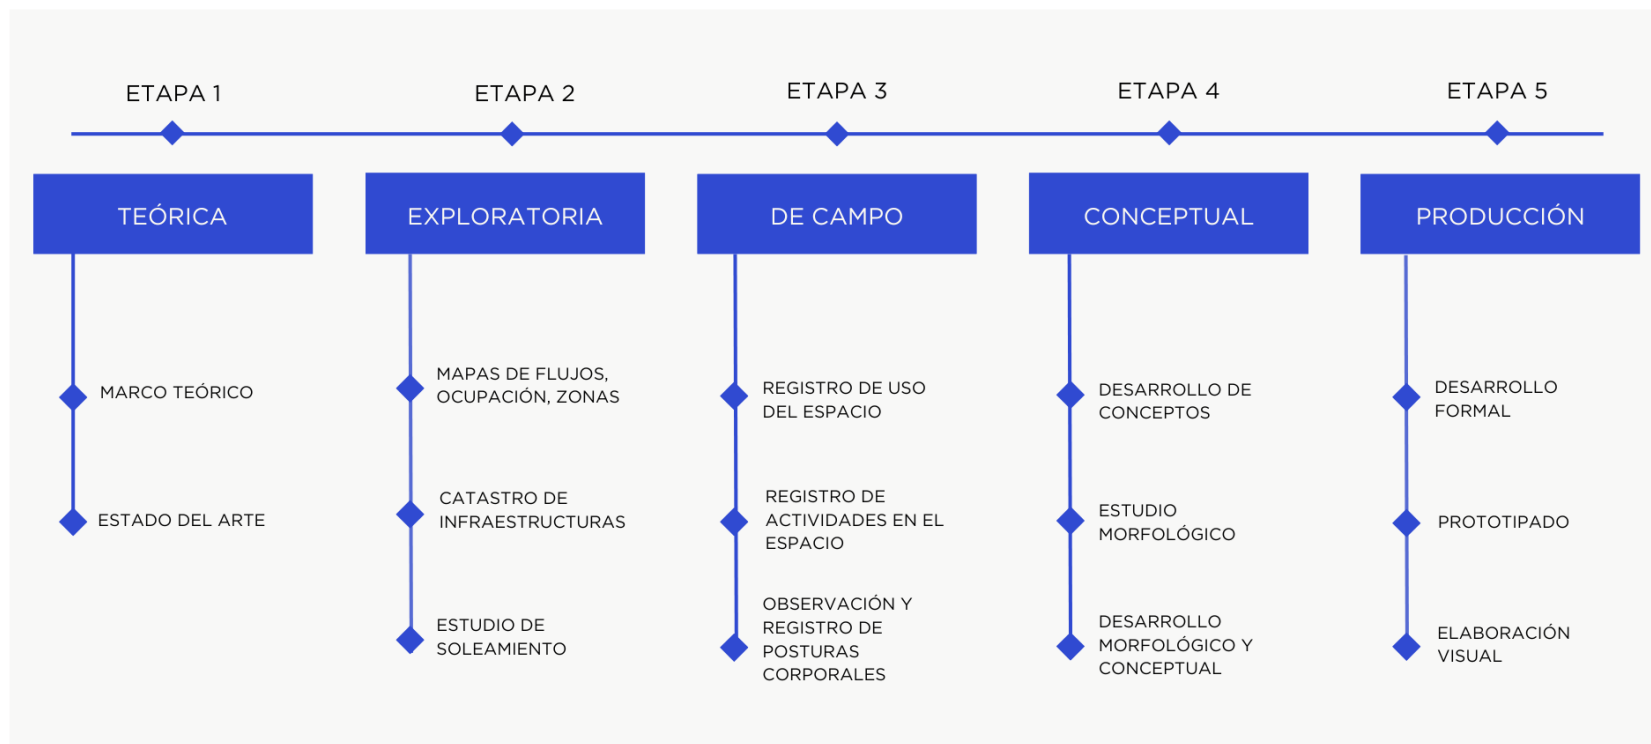 ETAPA 1
ETAPA 2
ETAPA 3
ETAPA 4
ETAPA 5
TEÓRICA
EXPLORATORIA
DE CAMPO
CONCEPTUAL
PRODUCCIÓN
MARCO TEÓRICO
ESTADO DEL ARTE
MAPAS DE FLUJOS,
OCUPACIÓN, ZONAS
CATASTRO DE
INFRAESTRUCTURAS
ESTUDIO DE
SOLEAMIENTO
REGISTRO DE USO
DEL ESPACIO
REGISTRO DE
ACTIVIDADES EN EL
ESPACIO
OBSERVACIÓN Y
REGISTRO DE
POSTURAS
CORPORALES
DESARROLLO DE
CONCEPTOS
ESTUDIO
MORFOLÓGICO
DESARROLLO
MORFOLÓGICO Y
CONCEPTUAL
DESARROLLO
FORMAL
PROTOTIPADO
ELABORACIÓN
VISUAL